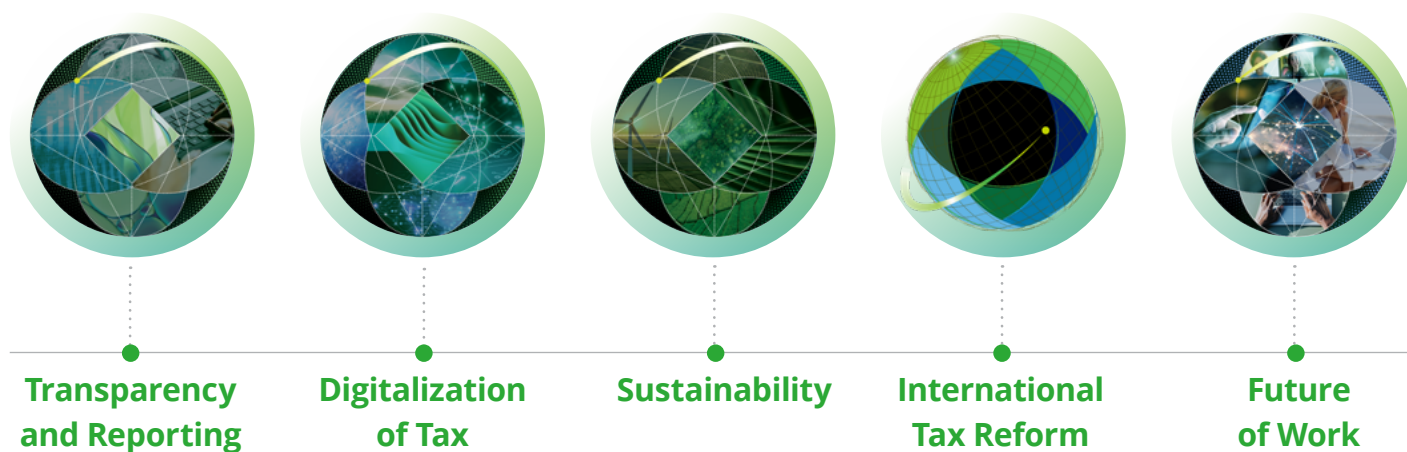 Transparency
and Reporting
Digitalization
of Tax
Sustainability
International
Tax Reform
Future
of Work